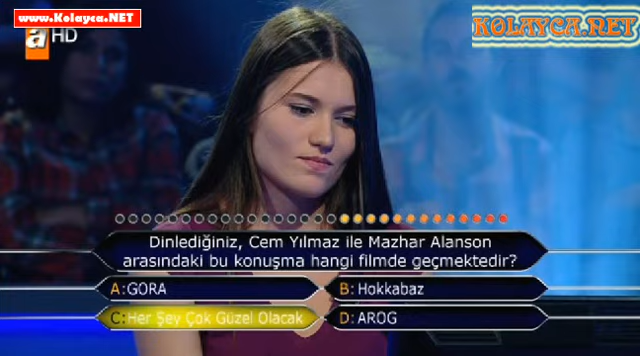 www.Kolayca.NET
KOLAYCA.NET
a HD
Dinlediğiniz, Cem Yılmaz ile Mazhar Alanson
arasındaki bu konuşma hangi filmde geçmektedir?
A:GORA
B:Hokkabaz
C:Her Şey Çok Güzel Olacak
D:AROG